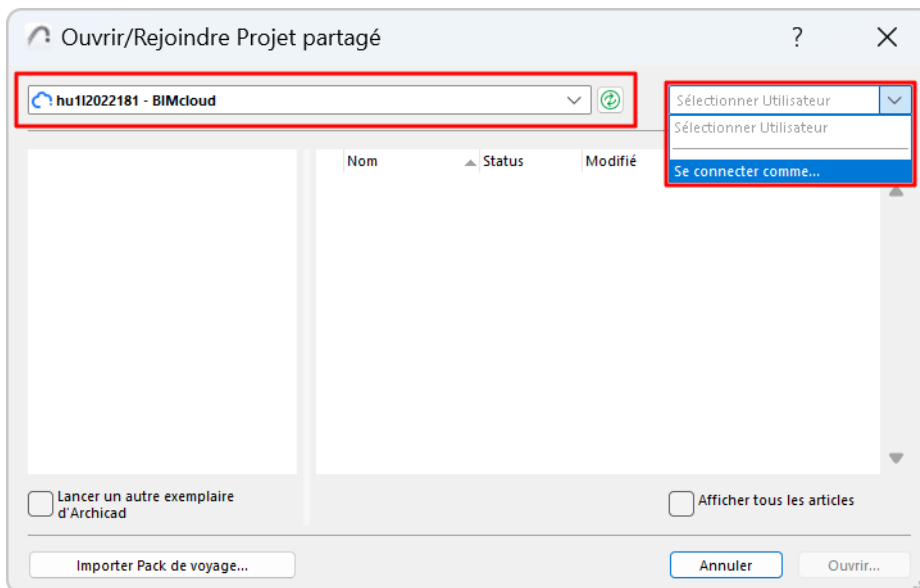 Ouvrir/Rejoindre Projet partagé
?
hu1l2022181 - BIMcloud
Sélectionner Utilisateur
Sélectionner Utilisateur
Se connecter comme...
Nom
Status
Modifié
Lancer un autre exemplaire
d'Archicad
Afficher tous les articles
Importer Pack de voyage...
Annuler
Ouvrir...